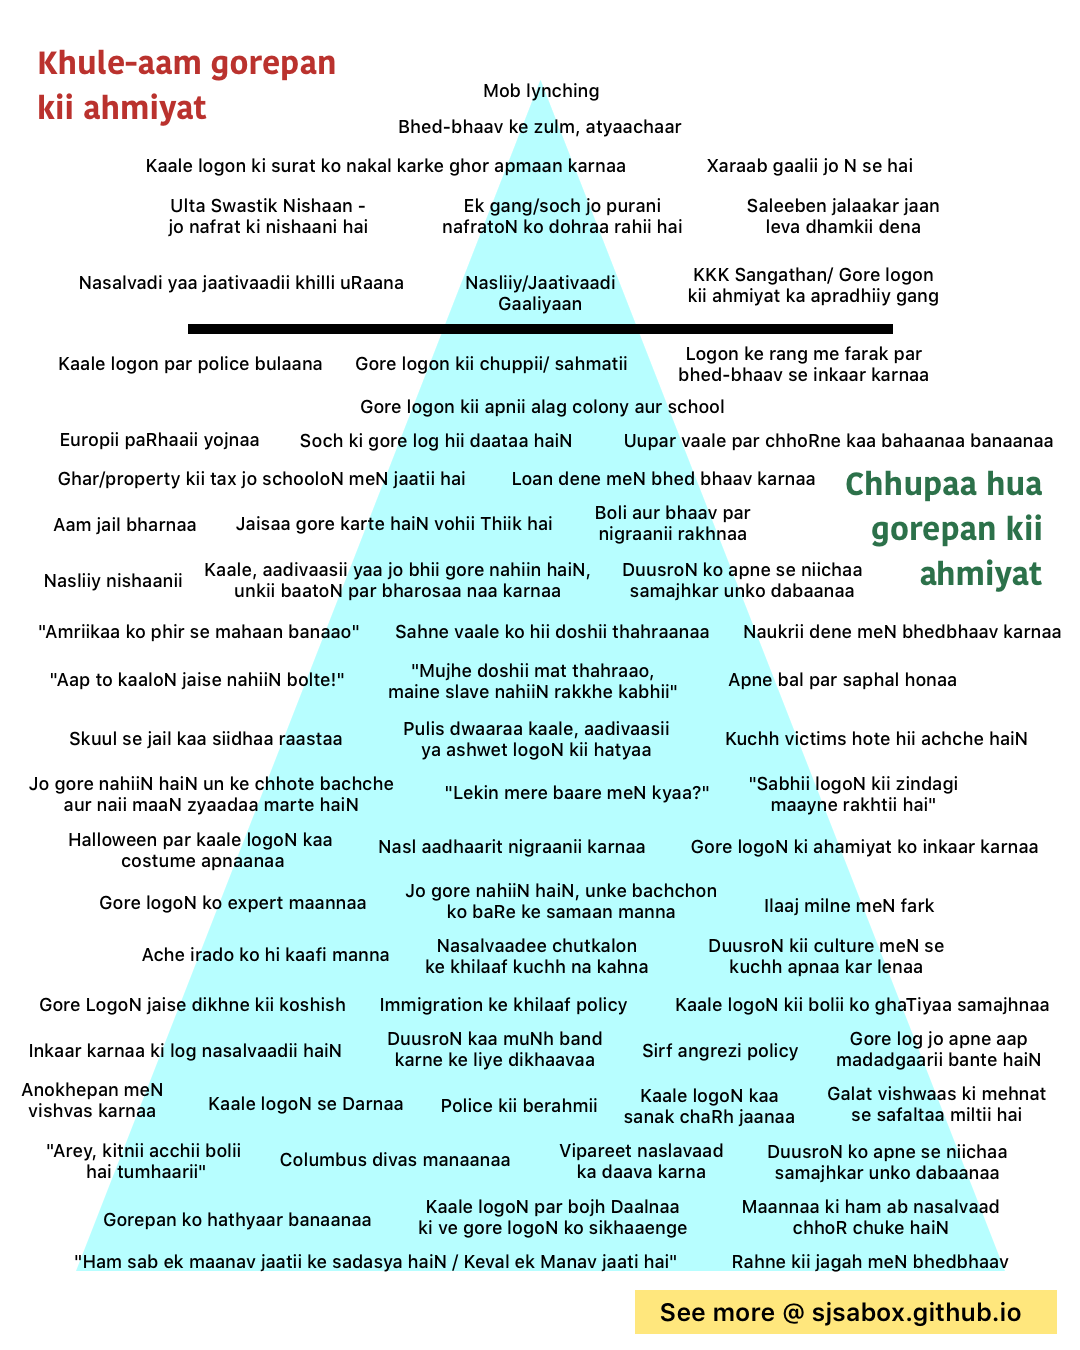 Khule-aam gorepan
kii ahmiyat
Mob lynching
Bhed-bhaav ke zulm, atyaachaar
Kaale logon ki surat ko nakal karke ghor apmaan karnaa
Xaraab gaalii jo N se hai
Ulta Swastik Nishaan -
jo nafrat ki nishaani hai
Ek gang/soch jo purani
nafratoN ko dohraa rahii hai
Saleeben jalaakar jaan
leva dhamkii dena
Nasalvadi yaa jaativaadii khilli uRaana
Nasliiy/Jaativaadi
Gaaliyaan
KKK Sangathan/ Gore logon
kii ahmiyat ka apradhiiy gang
Kaale logon par police bulaana
Gore logon kii chuppii/ sahmatii
Logon ke rang me farak par
bhed-bhaav se inkaar karnaa
Gore logon kii apnii alag colony aur school
Europii paRhaaii yojnaa
Soch ki gore log hii daataa haiN
Uupar vaale par chhoRne kaa bahaanaa banaanaa
Ghar/property kii tax jo schooloN meN jaatii hai
Loan dene meN bhed bhaav karnaa
Chhupaa hua
gorepan kii
ahmiyat
Aam jail bharnaa
Jaisaa gore karte haiN vohii Thiik hai
Boli aur bhaav par
nigraanii rakhnaa
Nasliiy nishaanii
Kaale, aadivaasii yaa jo bhii gore nahiin haiN,
unkii baatoN par bharosaa naa karnaa
DuusroN ko apne se niichaa
samajhkar unko dabaanaa
"Amriikaa ko phir se mahaan banaao"
Sahne vaale ko hii doshii thahraanaa
Naukrii dene meN bhedbhaav karnaa
"Aap to kaaloN jaise nahiiN bolte!"
"Mujhe doshii mat thahraao,
maine slave nahiiN rakkhe kabhii"
Apne bal par saphal honaa
Skuul se jail kaa siidhaa raastaa
Pulis dwaaraa kaale, aadivaasii
ya ashwet logoN kii hatyaa
Kuchh victims hote hii achche haiN
Jo gore nahiiN haiN un ke chhote bachche
aur naii maaN zyaadaa marte haiN
"Lekin mere baare meN kyaa?"
"Sabhii logoN kii zindagi
maayne rakhtii hai"
Halloween par kaale logoN kaa
costume apnaanaa
Nasl aadhaarit nigraanii karnaa
Gore logoN ki ahamiyat ko inkaar karnaa
Gore logoN ko expert maannaa
Jo gore nahiiN haiN, unke bachchon
ko baRe ke samaan manna
Ilaaj milne meN fark
Ache irado ko hi kaafi manna
Nasalvaadee chutkalon
ke khilaaf kuchh na kahna
DuusroN kii culture meN se
kuchh apnaa kar lenaa
Gore LogoN jaise dikhne kii koshish
Immigration ke khilaaf policy
Kaale logoN kii bolii ko ghaTiyaa samajhnaa
Inkaar karnaa ki log nasalvaadii haiN
DuusroN kaa muNh band
karne ke liye dikhaavaa
Sirf angrezi policy
Gore log jo apne aap
madadgaarii bante haiN
Anokhepan meN
vishvas karnaa
Kaale logoN se Darnaa
Police kii berahmii
Kaale logoN kaa
sanak chaRh jaanaa
Galat vishwaas ki mehnat
se safaltaa miltii hai
"Arey, kitnii acchii bolii
hai tumhaarii"
Columbus divas manaanaa
Vipareet naslavaad
ka daava karna
DuusroN ko apne se niichaa
samajhkar unko dabaanaa
Gorepan ko hathyaar banaanaa
Kaale logoN par bojh Daalnaa
ki ve gore logoN ko sikhaaenge
Maannaa ki ham ab nasalvaad
chhoR chuke haiN
"Ham sab ek maanav jaatii ke sadasya haiN / Keval ek Manav jaati hai"
Rahne kii jagah meN bhedbhaav
See more @ sjsabox.github.io